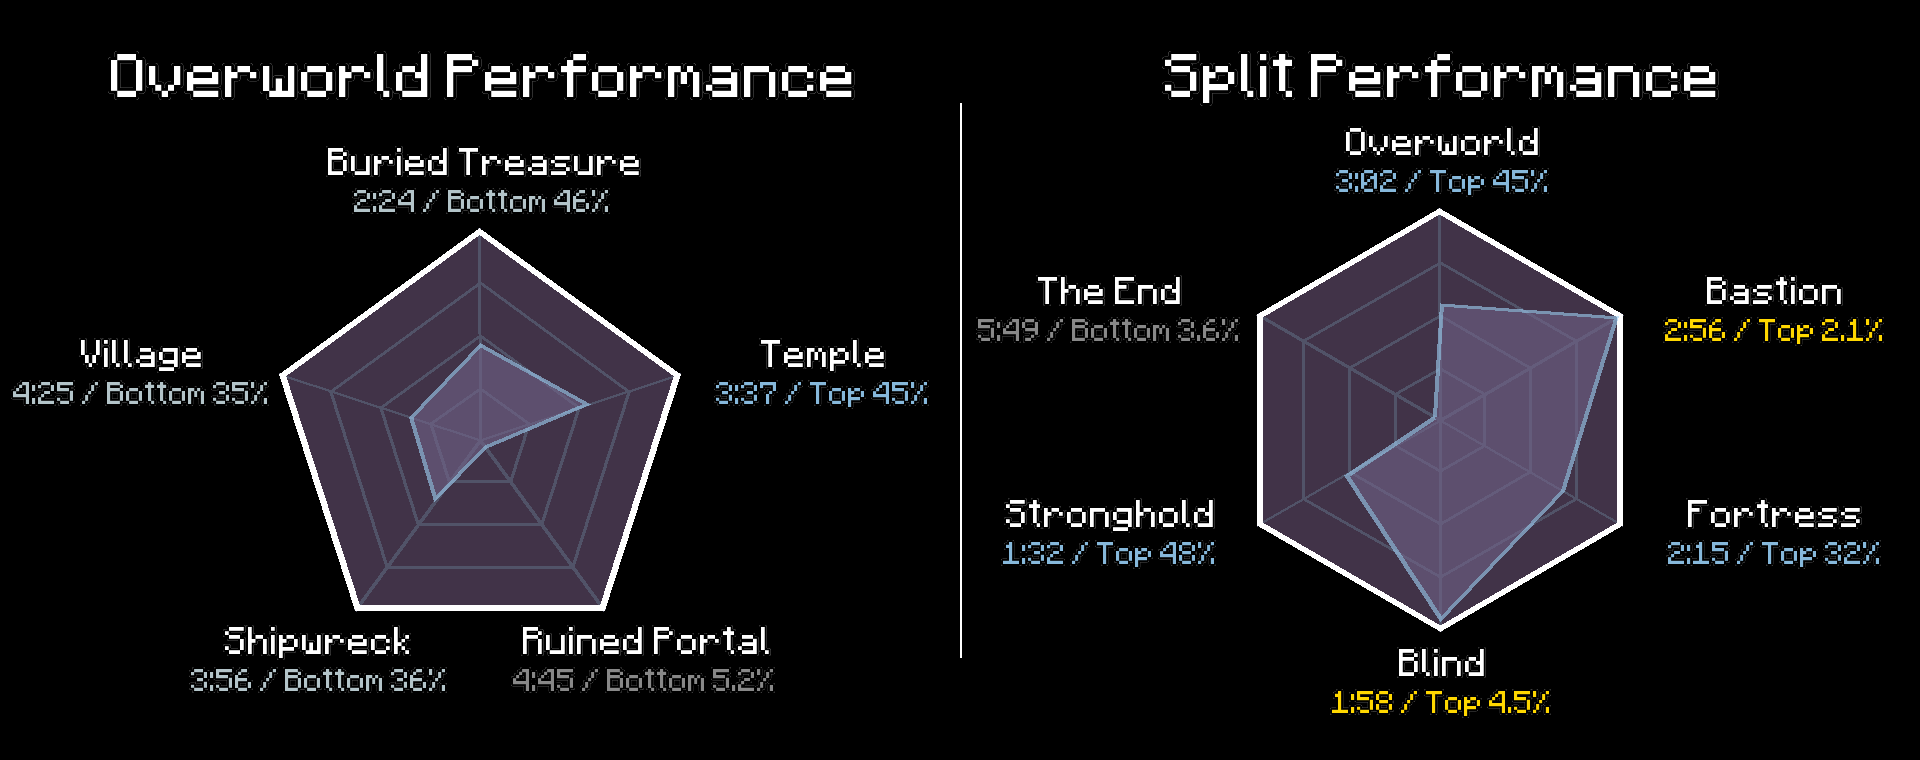 Overworld Performance
Buried Treasure
2:24 / Bottom 46%
Village
4:25 / Bottom 35%
Temple
3:37 / Top 45%
Shipwreck
3:56 / Bottom 36%
Ruined Portal
4:45 / Bottom 5.2%
Split Performance
Overworld
3:02 / Top 45%
The End
5:49 / Bottom 3.6%
Bastion
2:56 / Top 2.1%
Stronghold
1:32 / Top 48%
Fortress
2:15 / Top 32%
Blind
1:58 / Top 4.5%